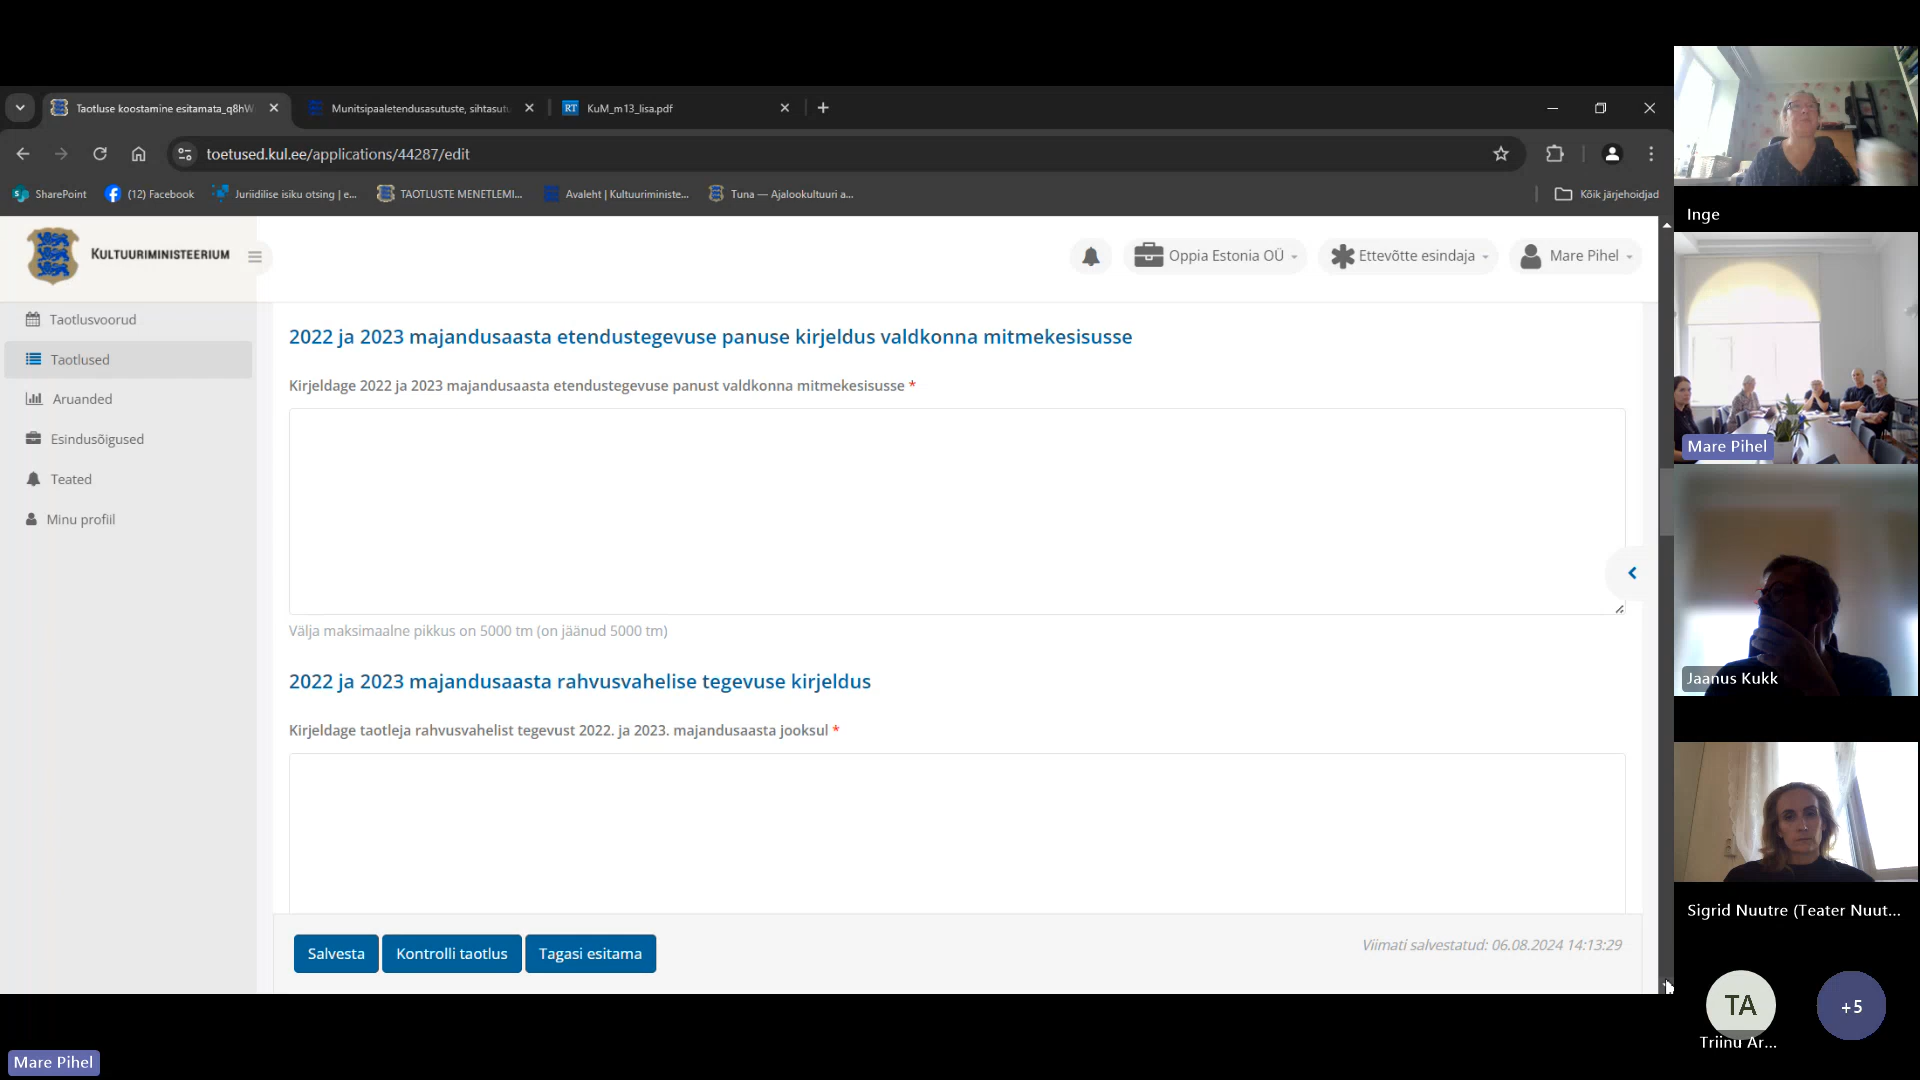 Taotluse koostamine esitamata_q8hW
Munitsipaaletendusasutuste, sihtasutu
RT KuM_m13_lisa.pdf
toetused.kul.ee/applications/44287/edit
SharePoint
(12) Facebook
Juriidilise isiku otsing | e...
TAOTLUSTE MENETLEMI...
Avaleht | Kultuuriministe...
Tuna — Ajalookultuuri a...
Kõik järjehoidjad
KULTUURIMINISTEERIUM
Oppia Estonia OÜ
Ettevõtte esindaja
Mare Pihel
Taotlusvoorud
Taotlused
Aruanded
Esindusõigused
Teated
Minu profiil
2022 ja 2023 majandusaasta etendustegevuse panuse kirjeldus valdkonna mitmekesisusse
Kirjeldage 2022 ja 2023 majandusaasta etendustegevuse panust valdkonna mitmekesisusse *
Välja maksimaalne pikkus on 5000 tm (on jäänud 5000 tm)
2022 ja 2023 majandusaasta rahvusvahelise tegevuse kirjeldus
Kirjeldage taotleja rahvusvahelist tegevust 2022. ja 2023. majandusaasta jooksul *
Salvesta
Kontrolli taotlus
Tagasi esitama
Viimati salvestatud: 06.08.2024 14:13:29
Mare Pihel
Inge
Mare Pihel
Jaanus Kukk
Sigrid Nuutre (Teater Nuut...
TA
Triinu Ar...
+5